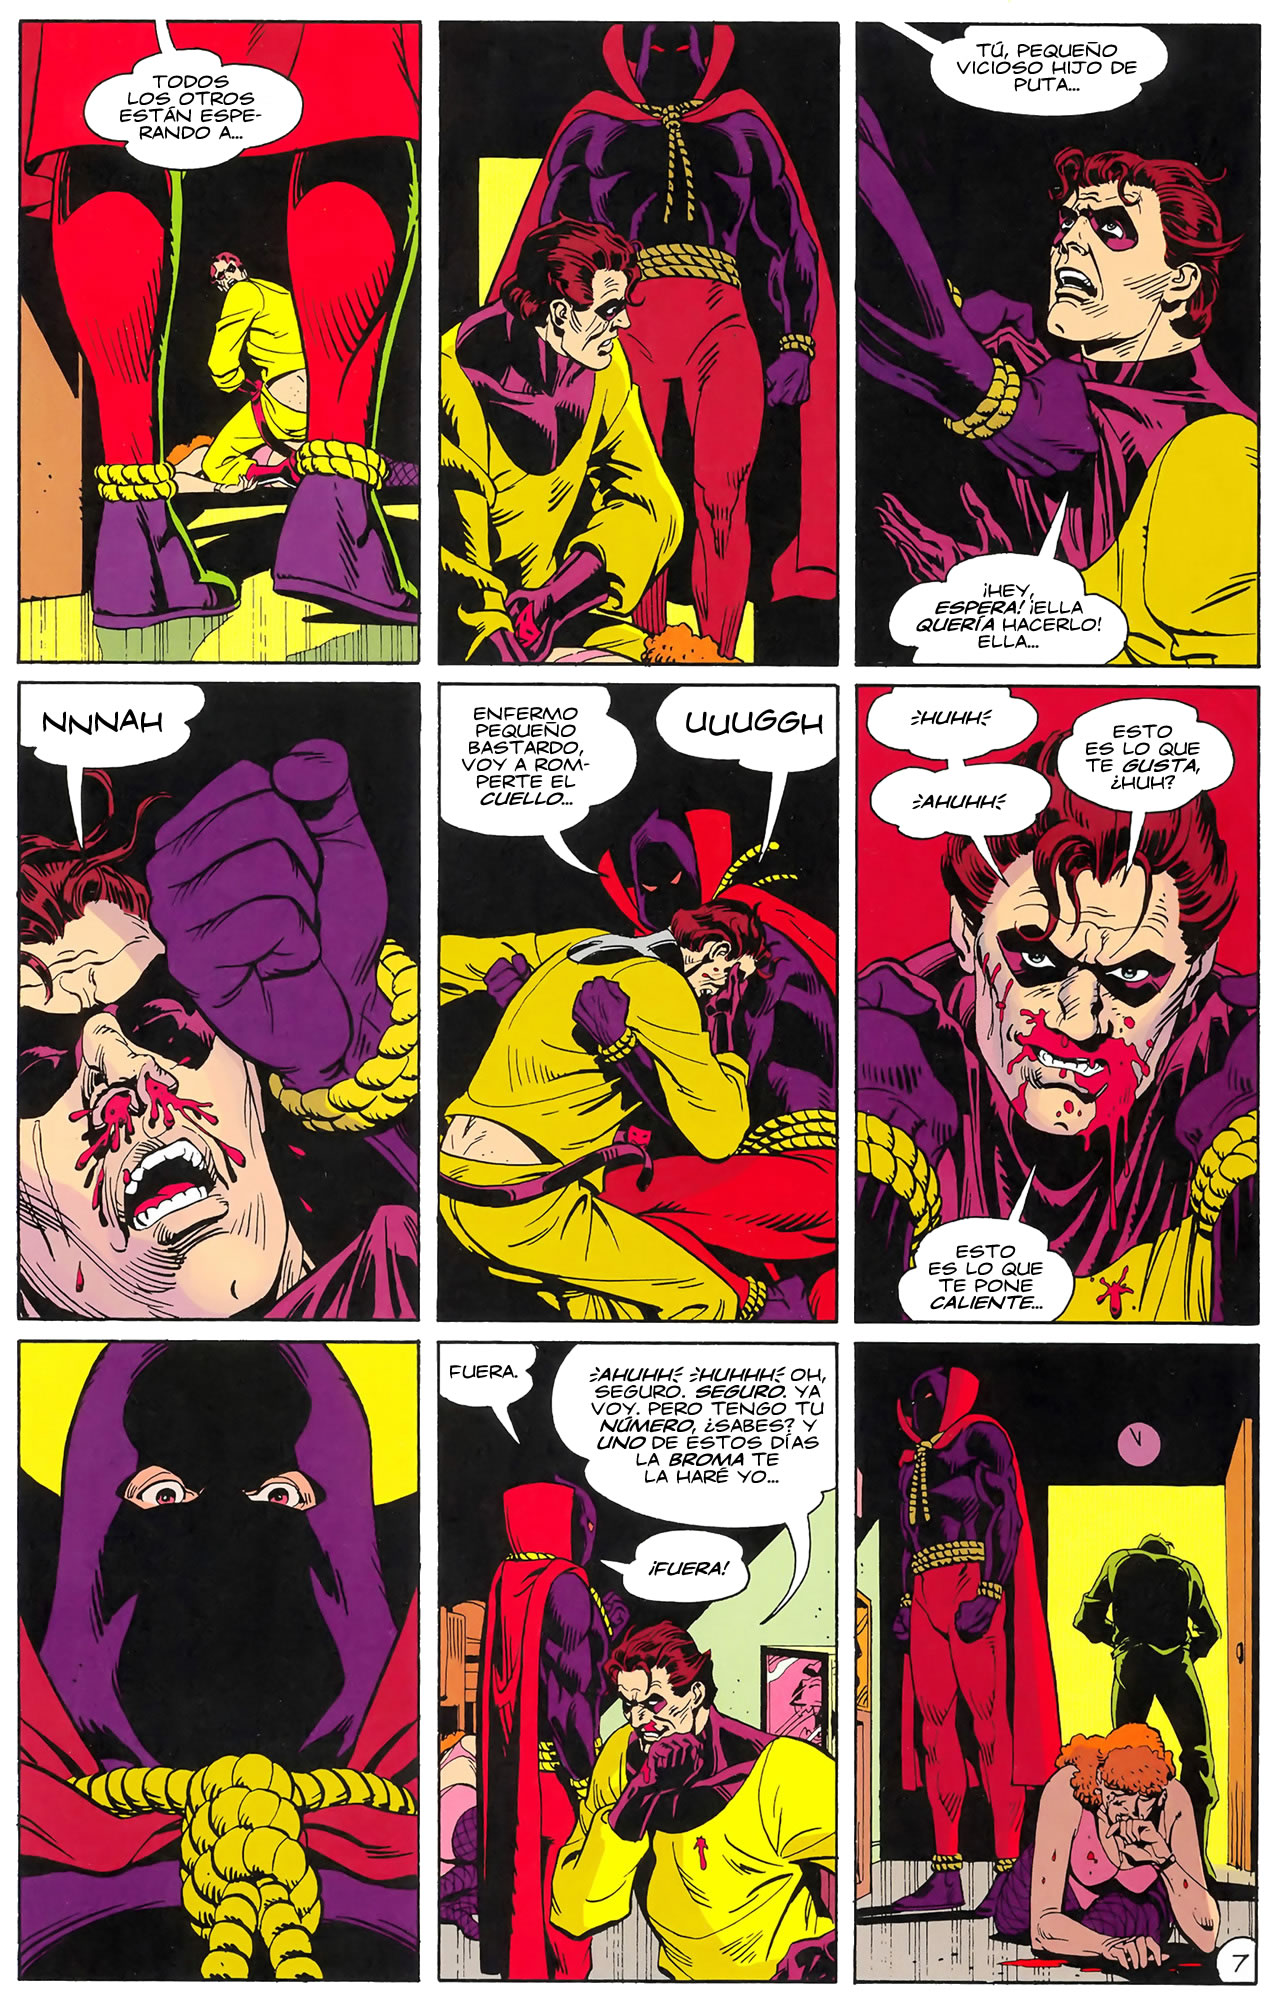 TODOS
LOS OTROS
ESTÁN ESPE-
RANDO A...
TÚ, PEQUEÑO
VICIOSO HIJO DE
PUTA...
¡HEY,
ESPERA! ¡ELLA
QUERÍA HACERLO!
ELLA...
NNNAH
ENFERMO
PEQUEÑO
BASTARDO,
VOY A ROM-
PERTE EL
CUELLO...
UUUGGH
HUHH
AHUHH
ESTO
ES LO QUE
TE GUSTA,
¿HUH?
ESTO
ES LO QUE
TE PONE
CALIENTE...
FUERA.
AHUHH HUHHH OH,
SEGURO. SEGURO. YA
VOY. PERO TENGO TU
NÚMERO, ¿SABES? Y
UNO DE ESTOS DÍAS
LA BROMA TE
LA HARÉ YO...
¡FUERA!
7